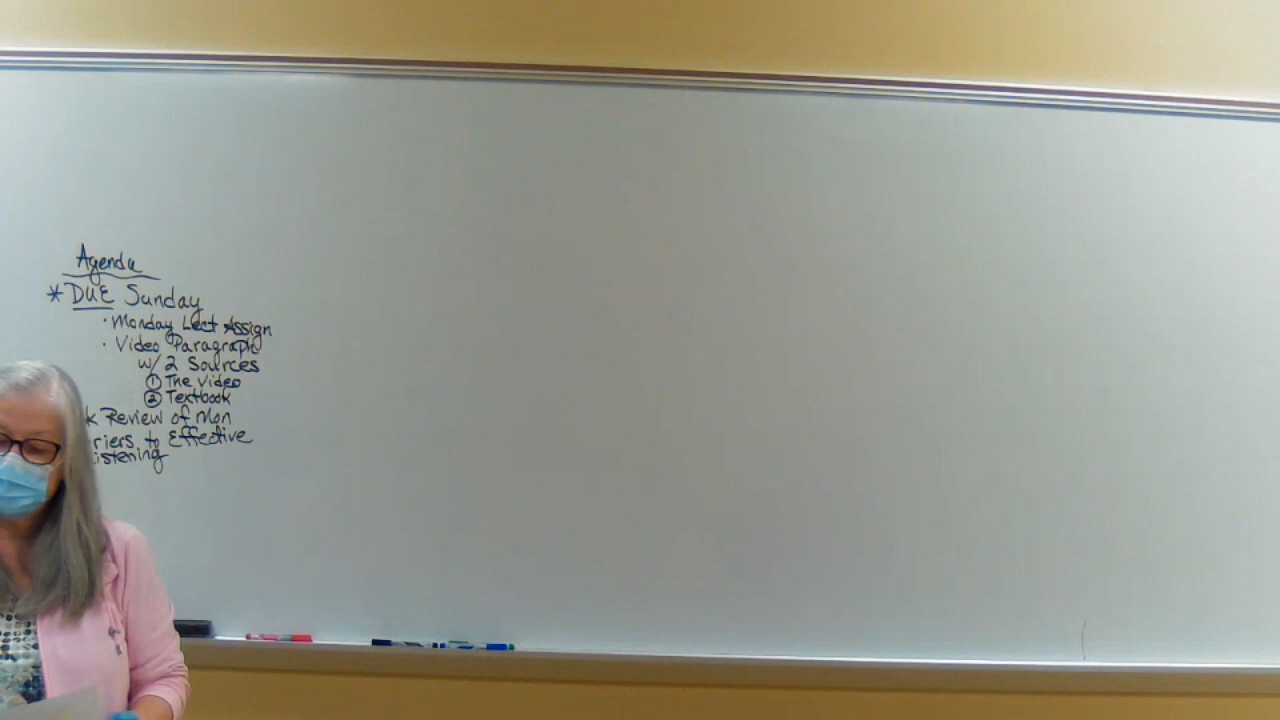 Agenda
* DUE Sunday
· Monday Lect Assign
· Video Paragraph
w/ 2 Sources
① The Video
② Textbook
k Review of Mon
riers to Effective
istening